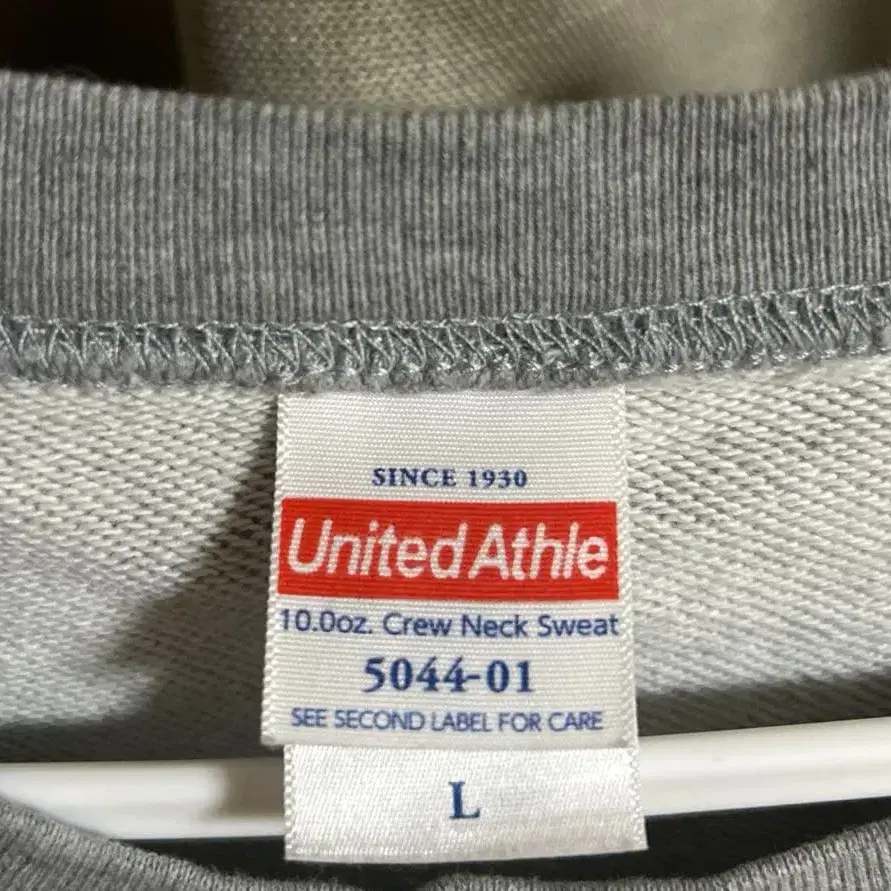 SINCE 1930
United Athle
10.0oz. Crew Neck Sweat
5044-01
SEE SECOND LABEL FOR CARE
L